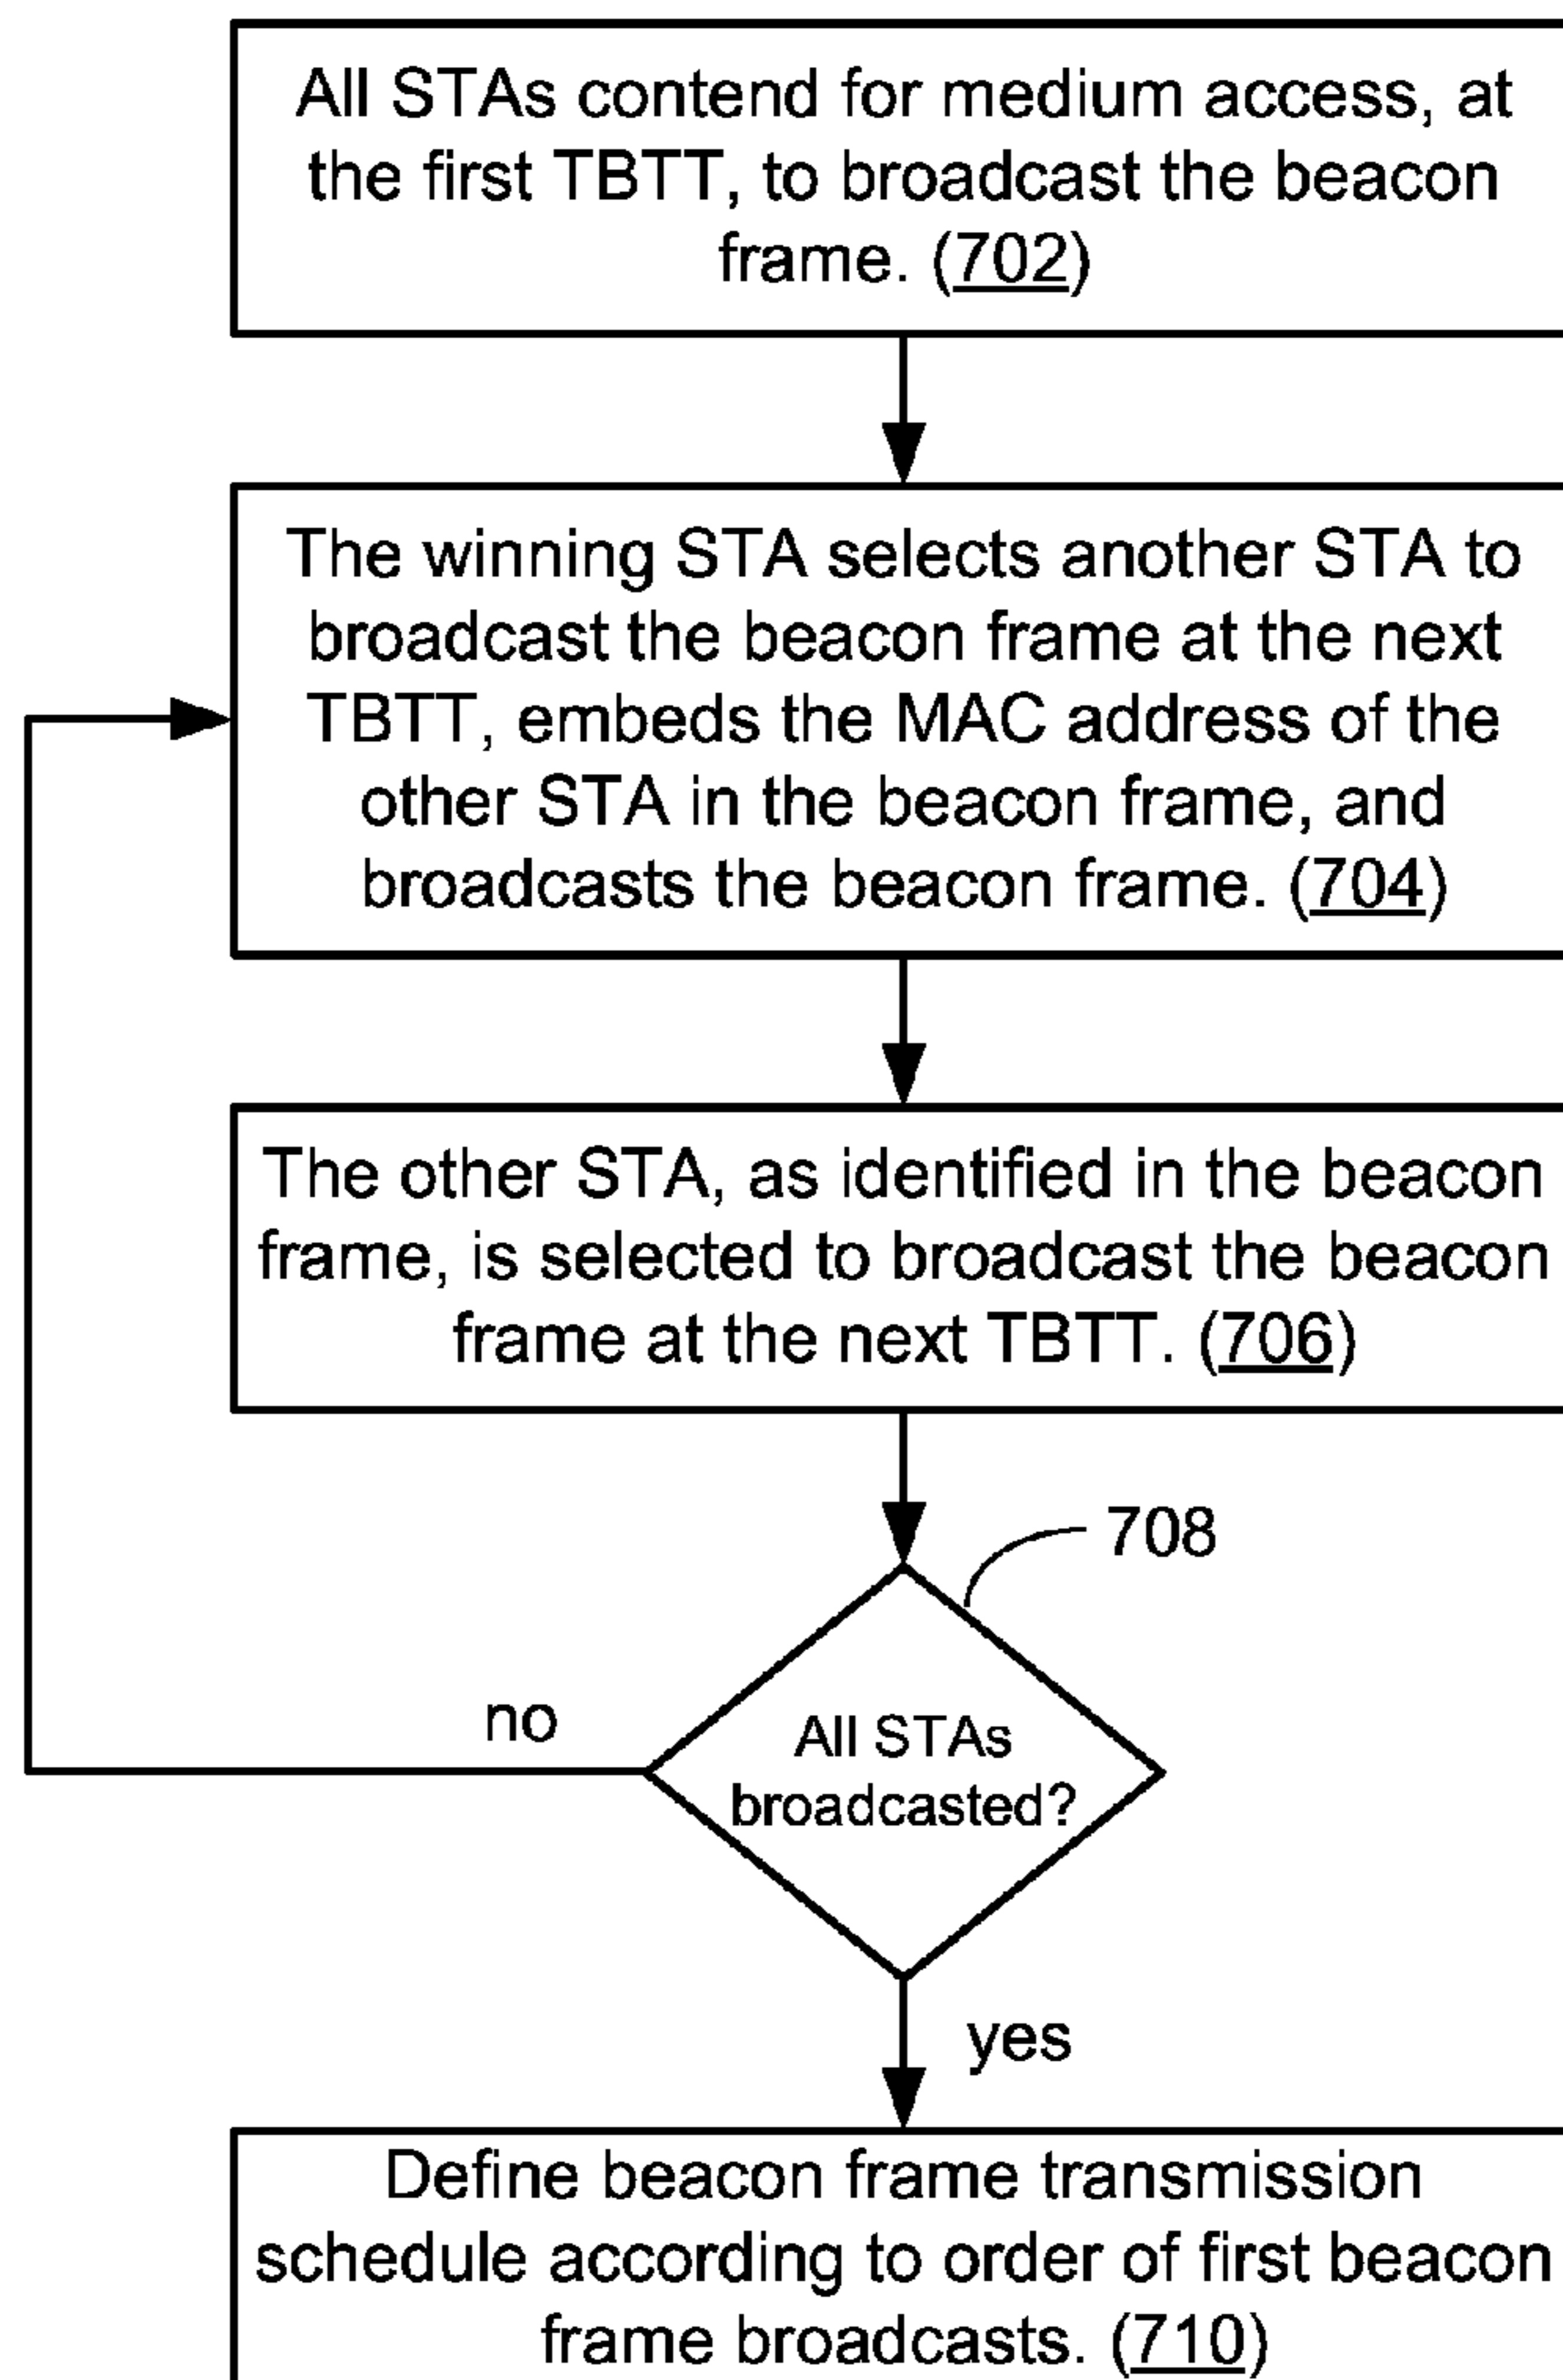 All STAs contend for medium access, at
the first TBTT, to broadcast the beacon
frame. (702)
The winning STA selects another STA to
broadcast the beacon frame at the next
TBTT, embeds the MAC address of the
other STA in the beacon frame, and
broadcasts the beacon frame. (704)
The other STA, as identified in the beacon
frame, is selected to broadcast the beacon
frame at the next TBTT. (706)
708
no
All STAs
broadcasted?
yes
Define beacon frame transmission
schedule according to order of first beacon
frame broadcasts. (710)